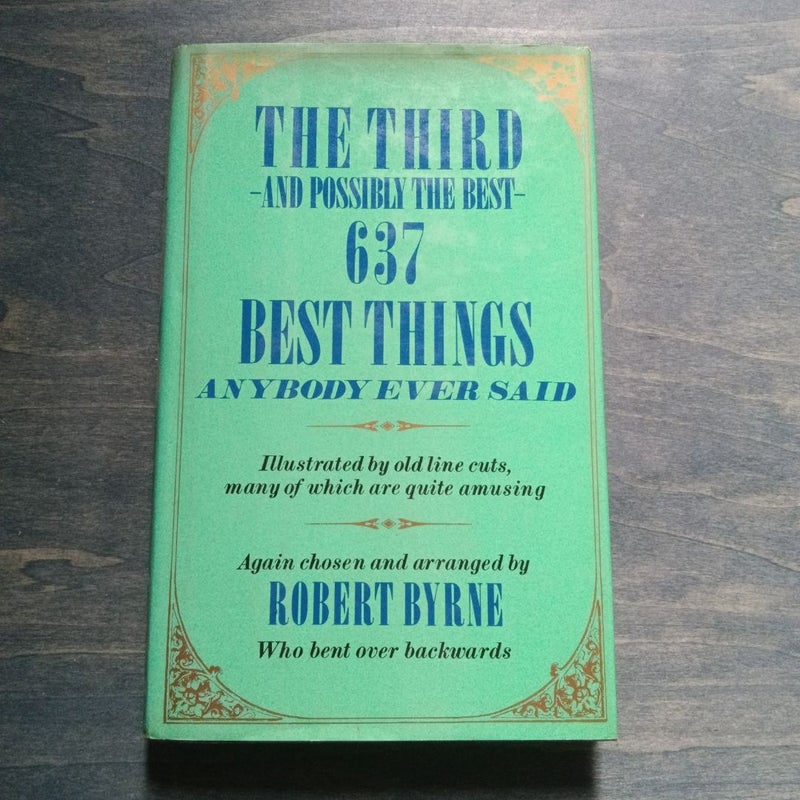 THE THIRD
-AND POSSIBLY THE BEST-
637
BEST THINGS
ANYBODY EVER SAID
Illustrated by old line cuts,
many of which are quite amusing
Again chosen and arranged by
ROBERT BYRNE
Who bent over backwards